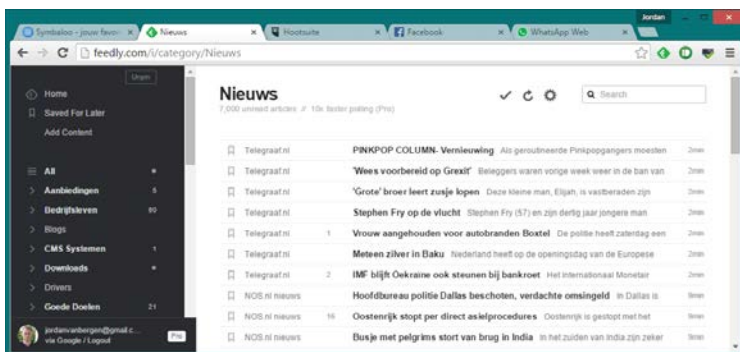 Jordan
Symbaloo - jouw favori
Nieuws
Hootsuite
Facebook
WhatsApp Web
feedly.com/i/category/Nieuws
Home
Saved For Later
Add Content
All
Aanbiedingen 5
Bedrijfsleven 80
Blogs
CMS Systemen 1
Downloads
Drivers
Goede Doelen 21
jordanvanbergen@gmail.c...
via Google / Logout
Pro
Nieuws
7,000 unread articles // 10x faster polling (Pro)
Search
Telegraaf.nl PINKPOP COLUMN- Vernieuwing Als geroutineerde Pinkpopgangers moesten 2min
Telegraaf.nl 'Wees voorbereid op Grexit' Beleggers waren vorige week weer in de ban van 2min
Telegraaf.nl 'Grote' broer leert zusje lopen Deze kleine man, Elijah, is vastberaden zijn 2min
Telegraaf.nl Stephen Fry op de vlucht Stephen Fry (57) en zijn dertig jaar jongere man 2min
Telegraaf.nl 1 Vrouw aangehouden voor autobranden Boxtel De politie heeft zaterdag een 2min
Telegraaf.nl Meteen zilver in Baku Nederland heeft op de openingsdag van de Europese 2min
Telegraaf.nl 2 IMF blijft Oekraine ook steunen bij bankroet Het Internationaal Monetair 2min
NOS.nl nieuws Hoofdbureau politie Dallas beschoten, verdachte omsingeld In Dallas is
NOS.nl nieuws 16 Oostenrijk stopt per direct asielprocedures Oostenrijk is gestopt met het
NOS.nl nieuws Busje met pelgrims stort van brug in India In het zuiden van India zijn zeker